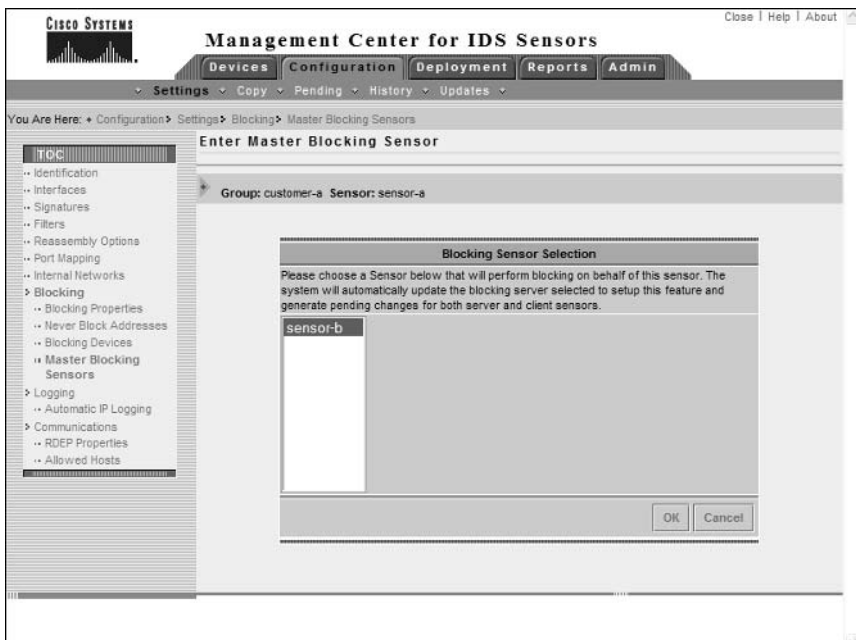 CISCO SYSTEMS
Close | Help | About
Management Center for IDS Sensors
Devices Configuration Deployment Reports Admin
Settings Copy Pending History Updates
You Are Here: Configuration > Settings > Blocking > Master Blocking Sensors
TOC
Identification
Interfaces
Signatures
Filters
Reassembly Options
Port Mapping
Internal Networks
Blocking
Blocking Properties
Never Block Addresses
Blocking Devices
Master Blocking
Sensors
Logging
Automatic IP Logging
Communications
RDEP Properties
Allowed Hosts
Enter Master Blocking Sensor
Group: customer-a Sensor: sensor-a
Blocking Sensor Selection
Please choose a Sensor below that will perform blocking on behalf of this sensor. The
system will automatically update the blocking server selected to setup this feature and
generate pending changes for both server and client sensors.
sensor-b
OK Cancel